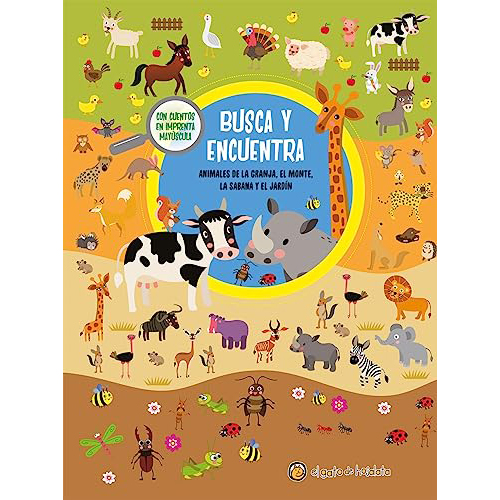 CON CUENTOS
EN IMPRENTA
MAYÚSCULA
BUSCA Y
ENCUENTRA
ANIMALES DE LA GRANJA, EL MONTE,
LA SABANA Y EL JARDÍN
el gato de hojalata